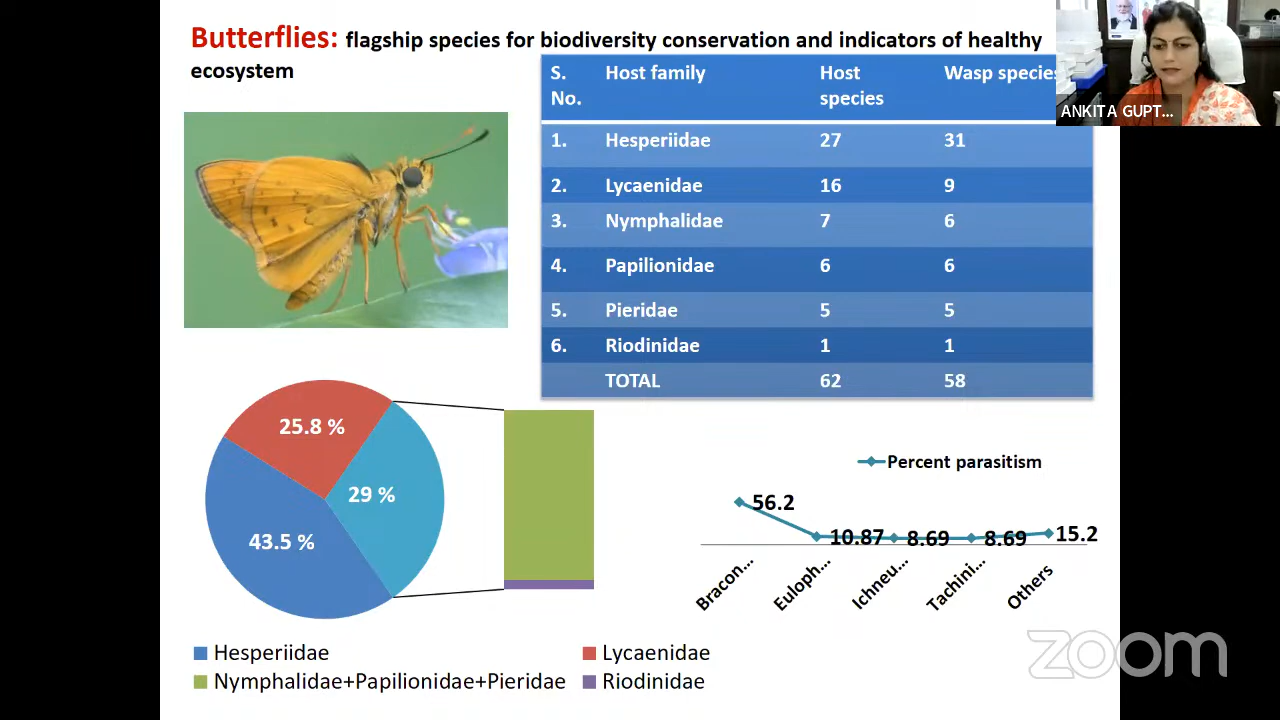 Butterflies: flagship species for biodiversity conservation and indicators of healthy
ecosystem
S. No. Host family Host species Wasp species
1. Hesperiidae 27 31
2. Lycaenidae 16 9
3. Nymphalidae 7 6
4. Papilionidae 6 6
5. Pieridae 5 5
6. Riodinidae 1 1
TOTAL 62 58
ANKITA GUPT...
25.8 %
29 %
43.5 %
Hesperiidae
Lycaenidae
Nymphalidae+Papilionidae+Pieridae
Riodinidae
Percent parasitism
56.2
10.87
8.69
8.69
15.2
Bracon...
Euloph...
Ichneu...
Tachini...
Others
zoom